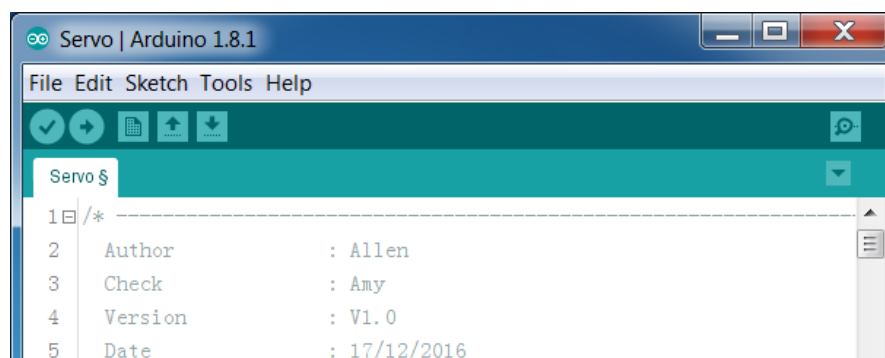 Servo | Arduino 1.8.1
File Edit Sketch Tools Help
Servo §
1 /* ------------------------------------------------------------
2 Author : Allen
3 Check : Amy
4 Version : V1.0
5 Date : 17/12/2016